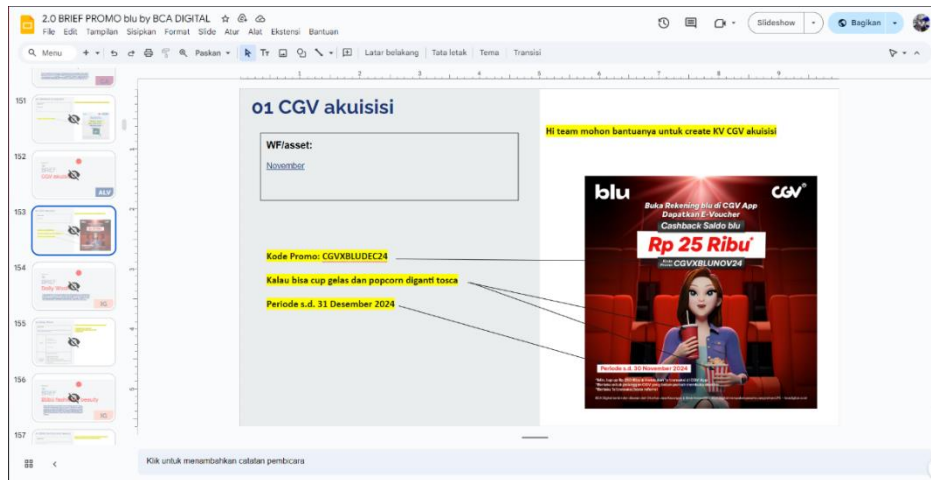 2.0 BRIEF PROMO blu by BCA DIGITAL
File Edit Tampilan Sisipkan Format Slide Atur Alat Ekstensi Bantuan
Slideshow
Bagikan
Menu
Paskan
Latar belakang
Tata letak
Tema
Transisi
151
152
153
154
155
156
157
01 CGV akuisisi
WF/asset:
November
Hi team mohon bantuanya untuk create KV CGV akuisisi
Kode Promo: CGVXBLUDEC24
Kalau bisa cup gelas dan popcorn diganti tosca
Periode s.d. 31 Desember 2024
blu
CGV
Buka Rekening blu di CGV App
Dapatkan E-Voucher
Cashback Saldo blu
Rp 25 Ribu*
CGVXBLUNOV24
Periode s.d. 30 November 2024
Klik untuk menambahkan catatan pembicara